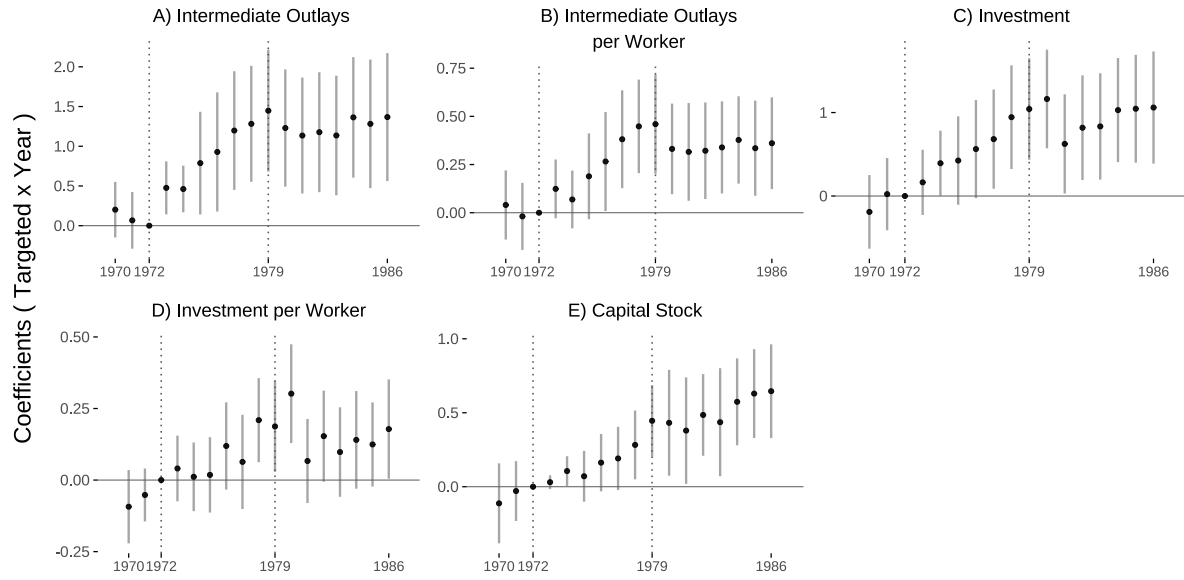 A) Intermediate Outlays
B) Intermediate Outlays
per Worker
C) Investment
Coefficients ( Targeted x Year )
2.0
1.5
1.0
0.5
0.0
1970 1972 1979 1986
0.75
0.50
0.25
0.00
1970 1972 1979 1986
1
0
1970 1972 1979 1986
D) Investment per Worker
E) Capital Stock
0.50
0.25
0.00
-0.25
1970 1972 1979 1986
1.0
0.5
0.0
1970 1972 1979 1986